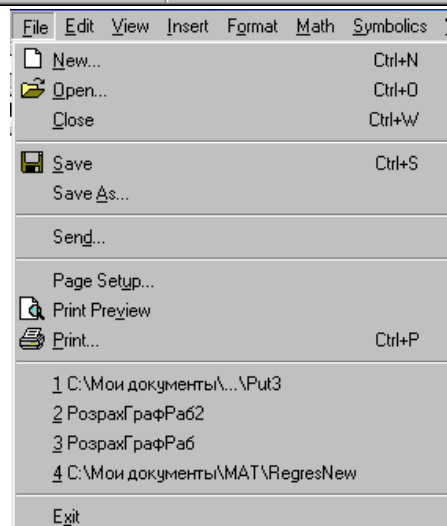 File Edit View Insert Format Math Symbolics
New... Ctrl+N
Open... Ctrl+O
Close Ctrl+W
Save Ctrl+S
Save As...
Send...
Page Setup...
Print Preview
Print... Ctrl+P
1 C:\Мои документы\...\Put3
2 РозрахГрафРаб2
3 РозрахГрафРаб
4 C:\Мои документы\MAT\RegresNew
Exit